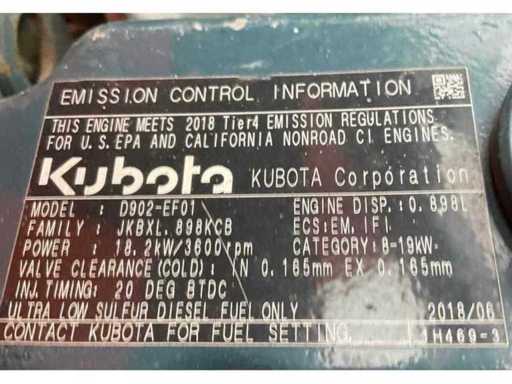 EMISSION CONTROL INFORMATION
THIS ENGINE MEETS 2018 Tier4 EMISSION REGULATIONS
FOR U.S. EPA AND CALIFORNIA NONROAD CI ENGINES.
Kubota KUBOTA Corporation
MODEL : D902-EF01 ENGINE DISP.:0.898L
FAMILY : JKBXL.898KCB ECS:EM,IFI
POWER : 18.2kW/3600rpm CATEGORY:8-19kW
VALVE CLEARANCE(COLD): IN 0.165mm EX 0.165mm
INJ.TIMING: 20 DEG BTDC
ULTRA LOW SULFUR DIESEL FUEL ONLY 2018/06
CONTACT KUBOTA FOR FUEL SETTING. 1H469-3